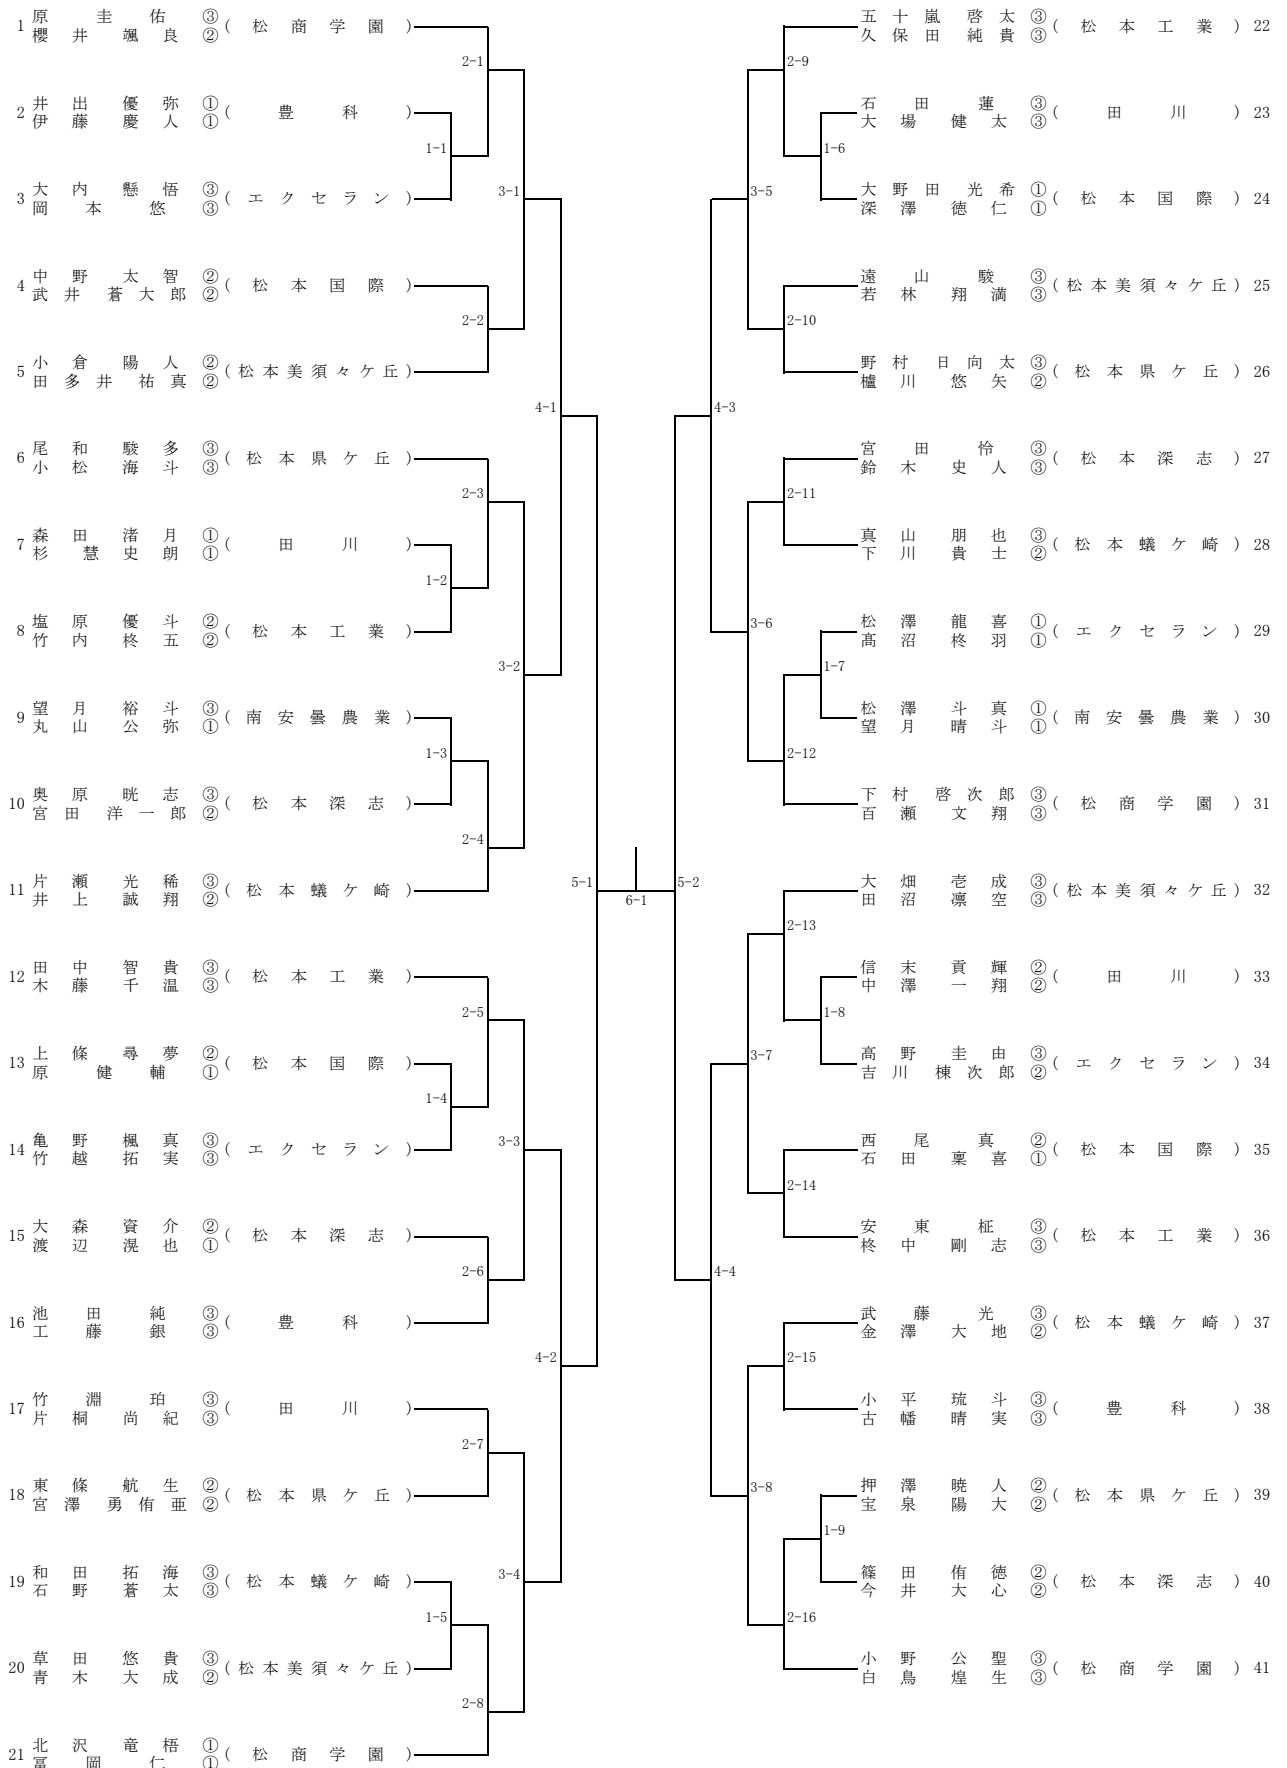 1 原圭佑 ③ (松商学園)
櫻井颯良 ②
2-1
2 井出優弥 ① (豊科)
伊藤慶人 ①
1-1
3 大内懸悟 ③ (エクセラン)
岡本悠 ③
3-1
4 中野太智 ② (松本国際)
武井蒼大郎 ②
2-2
5 小倉陽人 ② (松本美須々ケ丘)
田多井祐真 ②
4-1
6 尾和駿多 ③ (松本県ケ丘)
小松海斗 ③
2-3
7 森田渚月 ① (田川)
杉慧史朗 ①
1-2
8 塩原優斗 ② (松本工業)
竹内柊五 ②
3-2
9 望月裕斗 ③ (南安曇農業)
丸山公弥 ①
1-3
10 奥原晄志 ③ (松本深志)
宮田洋一郎 ②
2-4
11 片瀬光稀 ③ (松本蟻ケ崎)
井上誠翔 ②
5-1
12 田中智貴 ③ (松本工業)
木藤千温 ③
2-5
13 上條尋夢 ② (松本国際)
原健輔 ①
1-4
14 亀野楓真 ③ (エクセラン)
竹越拓実 ③
3-3
15 大森資介 ② (松本深志)
渡辺滉也 ①
2-6
16 池田純 ③ (豊科)
工藤銀 ③
4-2
17 竹淵珀 ③ (田川)
片桐尚紀 ③
2-7
18 東條航生 ② (松本県ケ丘)
宮澤勇侑亜 ②
3-4
19 和田拓海 ③ (松本蟻ケ崎)
石野蒼太 ③
1-5
20 草田悠貴 ③ (松本美須々ケ丘)
青木大成 ②
2-8
21 北沢竜梧 ① (松商学園)
冨岡仁 ①
6-1
五十嵐啓太 ③ (松本工業) 22
久保田純貴 ③
2-9
石田蓮 ③ (田川) 23
大場健太 ③
1-6
大野田光希 ① (松本国際) 24
深澤徳仁 ①
3-5
遠山駿 ③ (松本美須々ケ丘) 25
若林翔満 ③
2-10
野村日向太 ③ (松本県ケ丘) 26
櫨川悠矢 ②
4-3
宮田怜 ③ (松本深志) 27
鈴木史人 ③
2-11
真山朋也 ③ (松本蟻ケ崎) 28
下川貴士 ②
3-6
松澤龍喜 ① (エクセラン) 29
髙沼柊羽 ①
1-7
松澤斗真 ① (南安曇農業) 30
望月晴斗 ①
2-12
下村啓次郎 ③ (松商学園) 31
百瀬文翔 ③
5-2
大畑壱成 ③ (松本美須々ケ丘) 32
田沼凛空 ③
2-13
信末貢輝 ② (田川) 33
中澤一翔 ②
1-8
高野圭由 ③ (エクセラン) 34
吉川棟次郎 ②
3-7
西尾真 ② (松本国際) 35
石田稟喜 ①
2-14
安東柾 ③ (松本工業) 36
柊中剛志 ③
4-4
武藤光 ③ (松本蟻ケ崎) 37
金澤大地 ②
2-15
小平琉斗 ③ (豊科) 38
古幡晴実 ③
3-8
押澤暁人 ② (松本県ケ丘) 39
宝泉陽大 ②
1-9
篠田侑徳 ② (松本深志) 40
今井大心 ②
2-16
小野公聖 ③ (松商学園) 41
白鳥煌生 ③